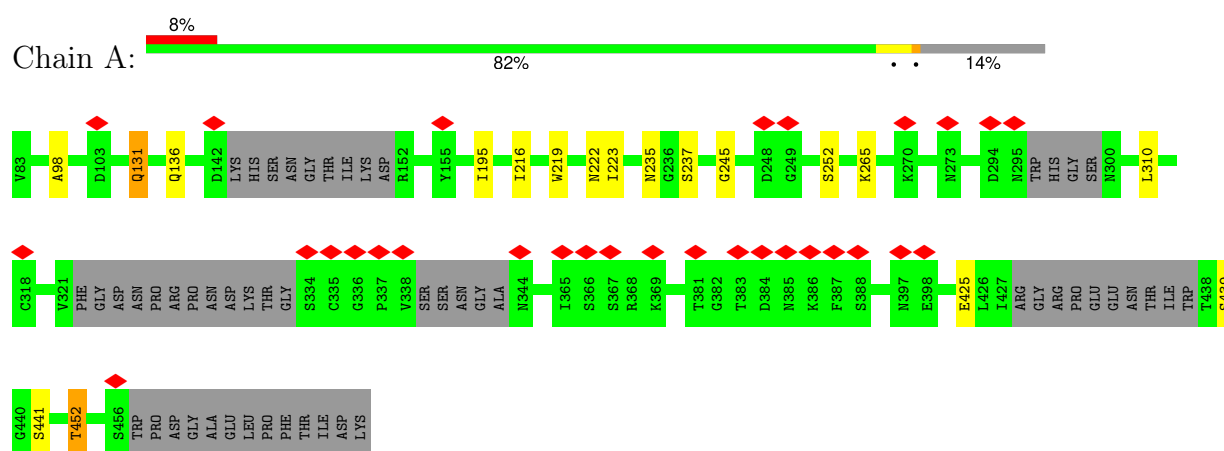 8%
Chain A:
82% • • 14%
V83 A98 D103 Q131 Q136 D142 LYS HIS SER ASN GLY THR ILE LYS ASP R152 Y155 I195 I216 W219 N222 I223 N235 G236 S237 G245 D248 G249 S252 K265 K270 N273 D294 N295 TRP HIS GLY SER N300 L310
C318 V321 PHE GLY ASP ASN PRO ARG PRO ASN ASP LYS THR GLY S334 C335 G336 P337 V338 SER SER ASN GLY ALA N344 I365 S366 S367 R368 K369 T381 G382 T383 D384 N385 K386 F387 S388 N397 E398 E425 L426 I427 ARG GLY ARG PRO GLU GLU ASN THR ILE TRP T438
G440 S441 T452 S456 TRP PRO ASP GLY ALA GLU LEU PRO PHE THR ILE ASP LYS